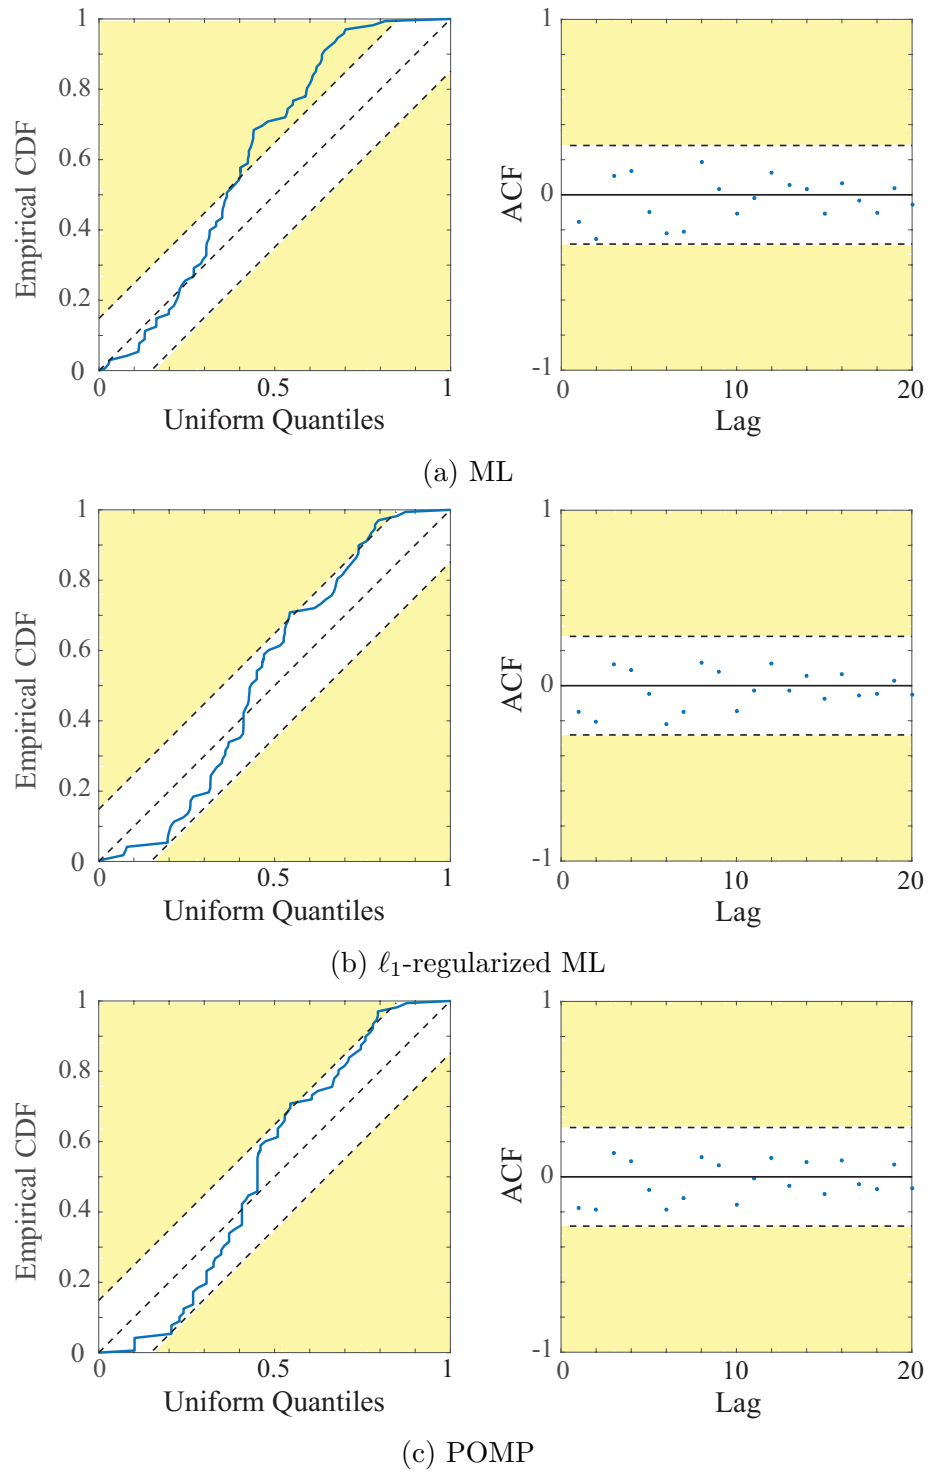 1
0.8
0.6
0.4
0.2
0
Empirical CDF
0 0.5 1
Uniform Quantiles
1
0
-1
ACF
0 10 20
Lag
(a) ML
1
0.8
0.6
0.4
0.2
0
Empirical CDF
0 0.5 1
Uniform Quantiles
1
0
-1
ACF
0 10 20
Lag
(b) ℓ₁-regularized ML
1
0.8
0.6
0.4
0.2
0
Empirical CDF
0 0.5 1
Uniform Quantiles
1
0
-1
ACF
0 10 20
Lag
(c) POMP